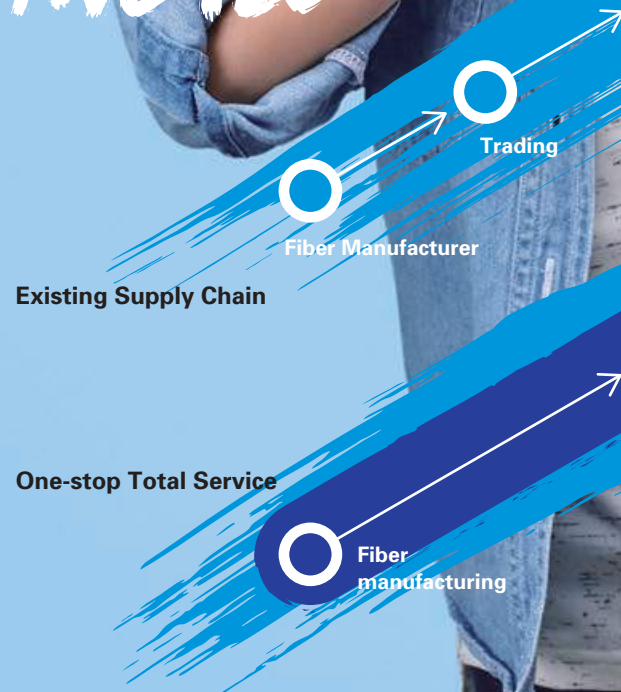 Trading
Fiber Manufacturer
Existing Supply Chain
One-stop Total Service
Fiber
manufacturing